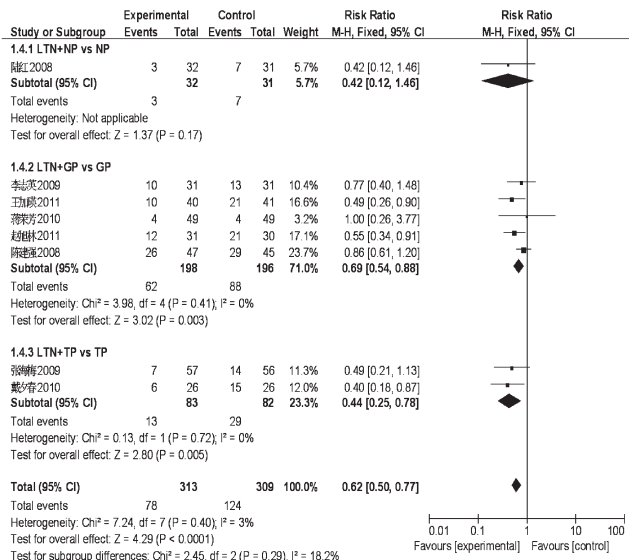 Experimental Control Risk Ratio Risk Ratio
Study or Subgroup Events Total Events Total Weight M-H, Fixed, 95% CI M-H, Fixed, 95% CI
1.4.1 LTN+NP vs NP
陆红2008 3 32 7 31 5.7% 0.42 [0.12, 1.46]
Subtotal (95% CI) 32 31 5.7% 0.42 [0.12, 1.46]
Total events 3 7
Heterogeneity: Not applicable
Test for overall effect: Z = 1.37 (P = 0.17)
1.4.2 LTN+GP vs GP
2009 10 31 13 31 10.4% 0.77 [0.40, 1.48]
2011 10 40 21 41 16.6% 0.49 [0.26, 0.90]
2010 4 49 4 49 3.2% 1.00 [0.26, 3.77]
2011 12 31 21 30 17.1% 0.55 [0.34, 0.91]
2008 26 47 29 45 23.7% 0.86 [0.61, 1.20]
Subtotal (95% CI) 198 196 71.0% 0.69 [0.54, 0.88]
Total events 62 88
Heterogeneity: Chi² = 3.98, df = 4 (P = 0.41); I² = 0%
Test for overall effect: Z = 3.02 (P = 0.003)
1.4.3 LTN+TP vs TP
2009 7 57 14 56 11.3% 0.49 [0.21, 1.13]
戴夕春2010 6 26 15 26 12.0% 0.40 [0.18, 0.87]
Subtotal (95% CI) 83 82 23.3% 0.44 [0.25, 0.78]
Total events 13 29
Heterogeneity: Chi² = 0.13, df = 1 (P = 0.72); I² = 0%
Test for overall effect: Z = 2.80 (P = 0.005)
Total (95% CI) 313 309 100.0% 0.62 [0.50, 0.77]
Total events 78 124
Heterogeneity: Chi² = 7.24, df = 7 (P = 0.40); I² = 3%
Test for overall effect: Z = 4.29 (P < 0.0001)
Test for subgroup differences: Chi² = 2.45, df = 2 (P = 0.29), I² = 18.2%
0.01 0.1 1 10 100
Favours [experimental] Favours [control]